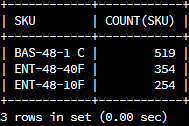 +------------+------------+
| SKU        | COUNT(SKU) |
+------------+------------+
| BAS-48-1 C |        519 |
| ENT-48-40F |        354 |
| ENT-48-10F |        254 |
+------------+------------+
3 rows in set (0.00 sec)